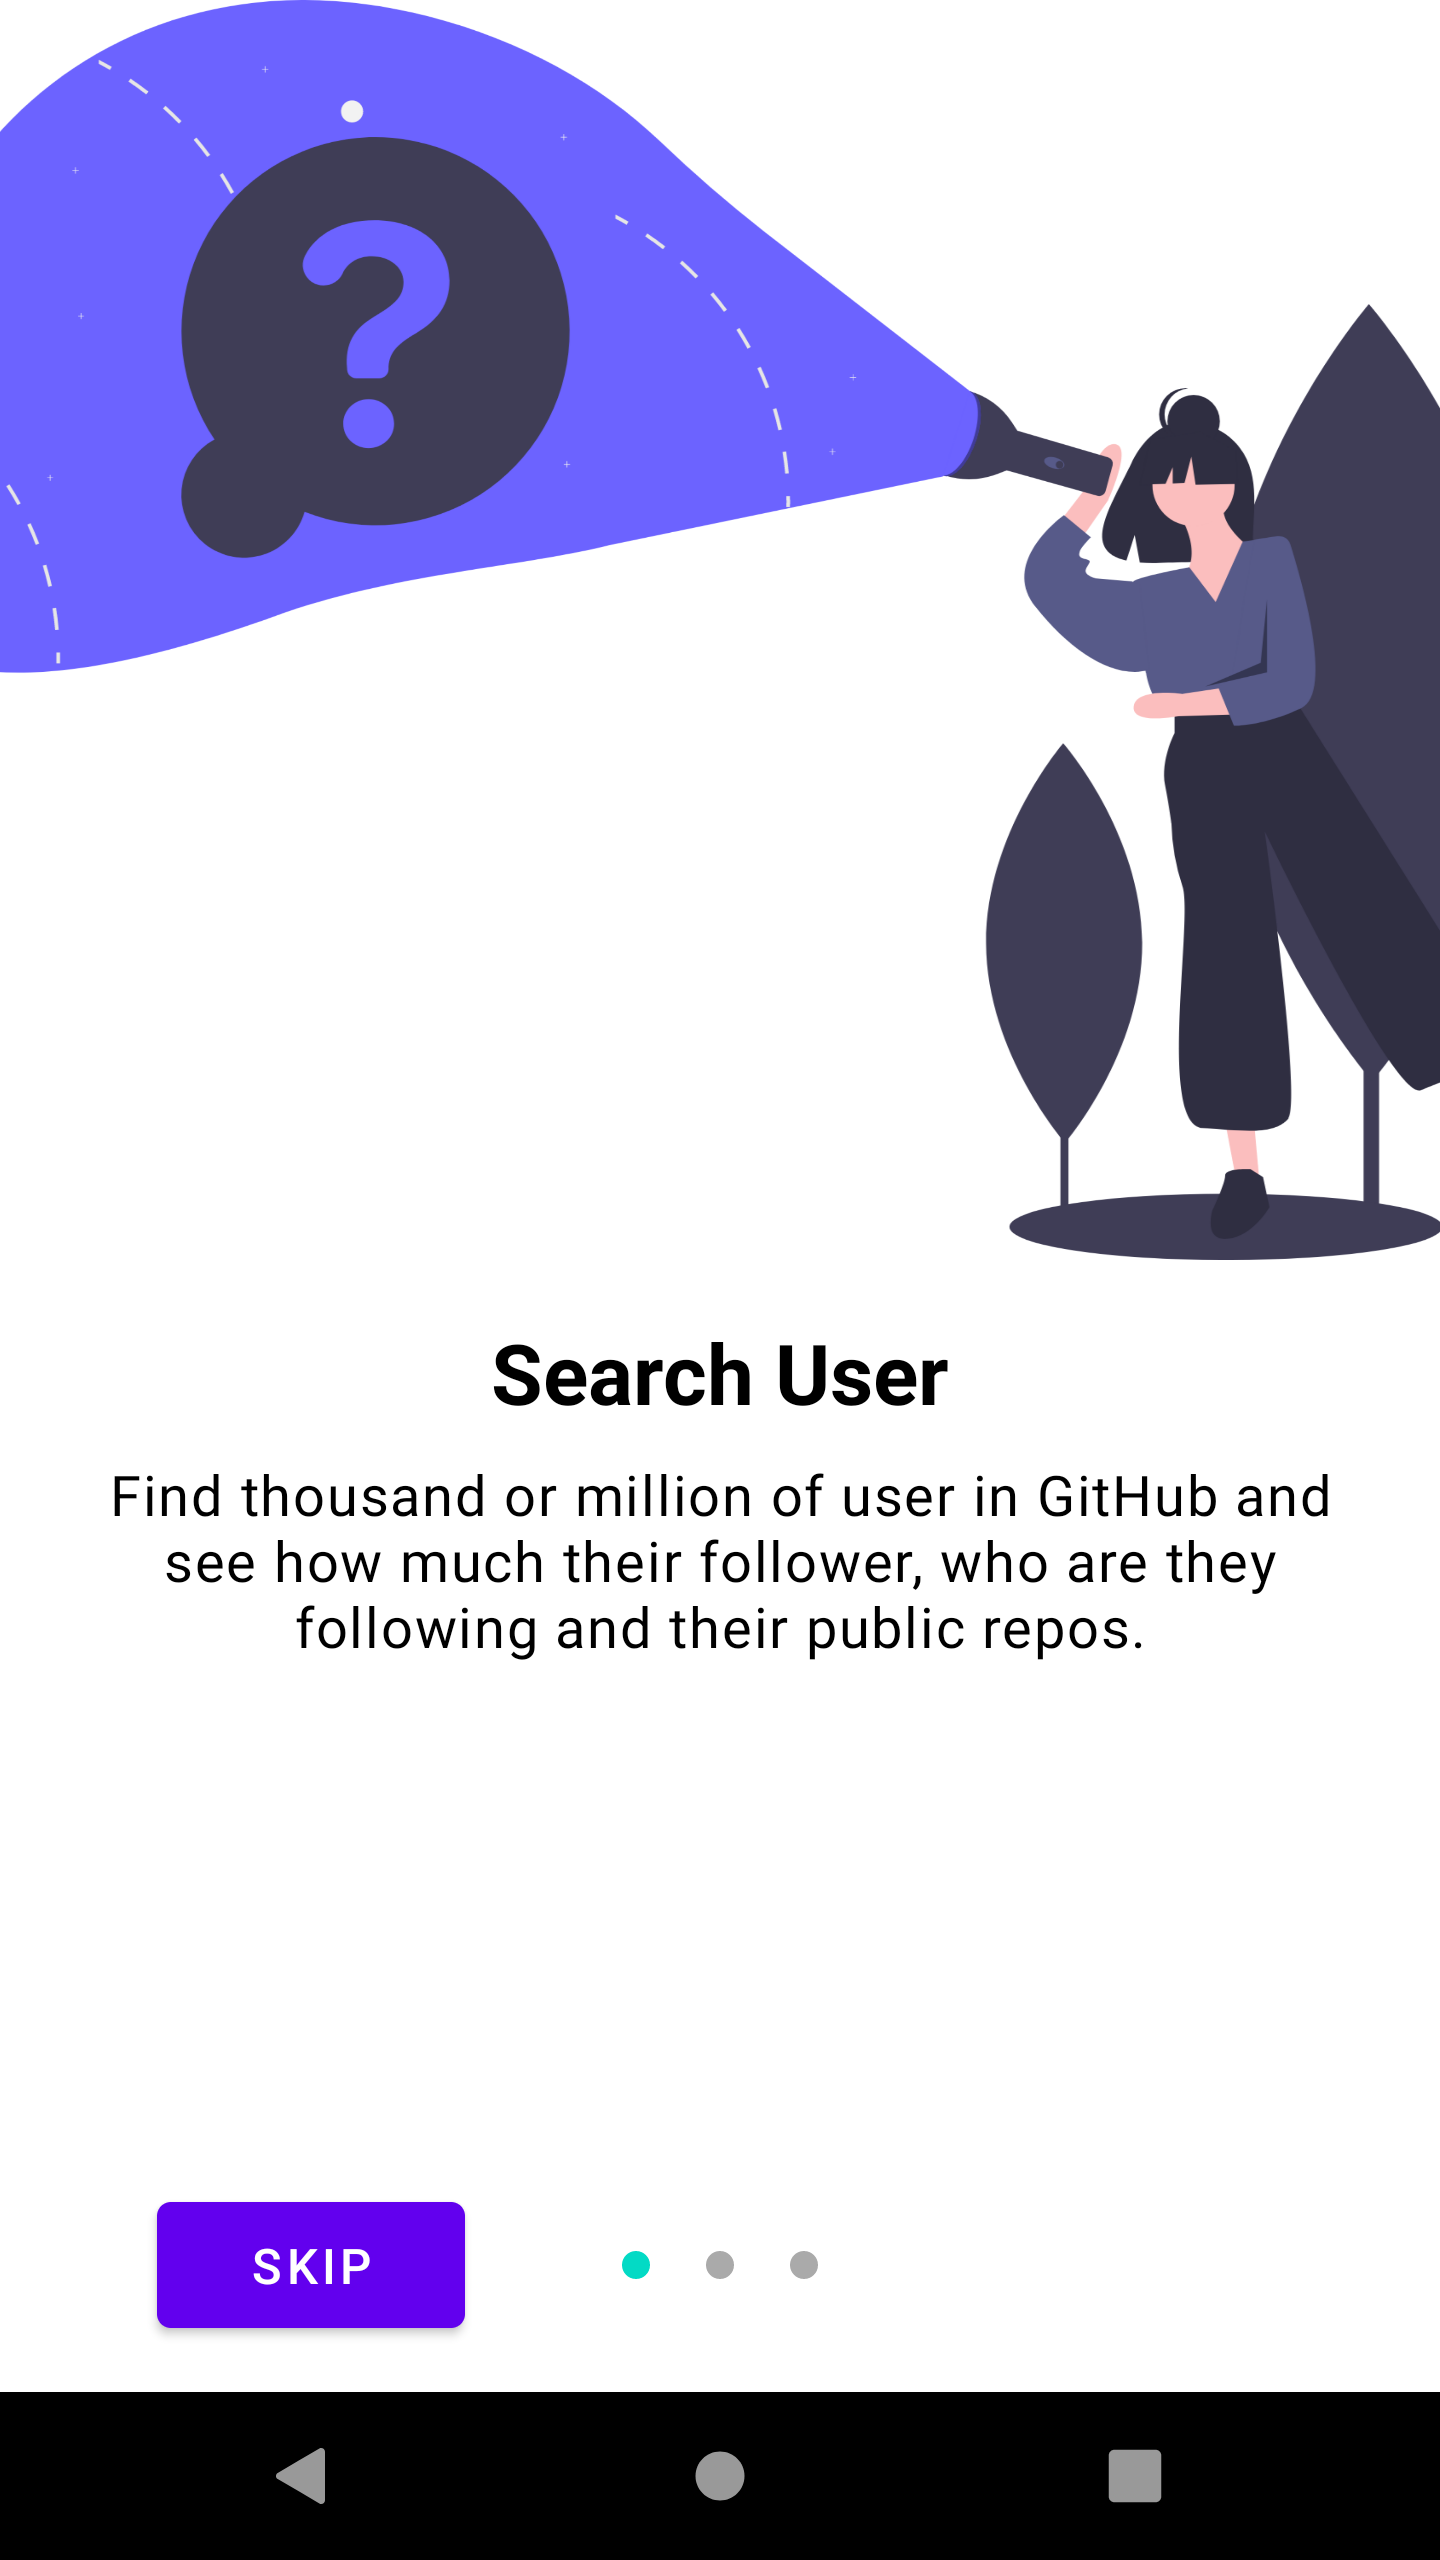 ?
Search User
Find thousand or million of user in GitHub and
see how much their follower, who are they
following and their public repos.
SKIP